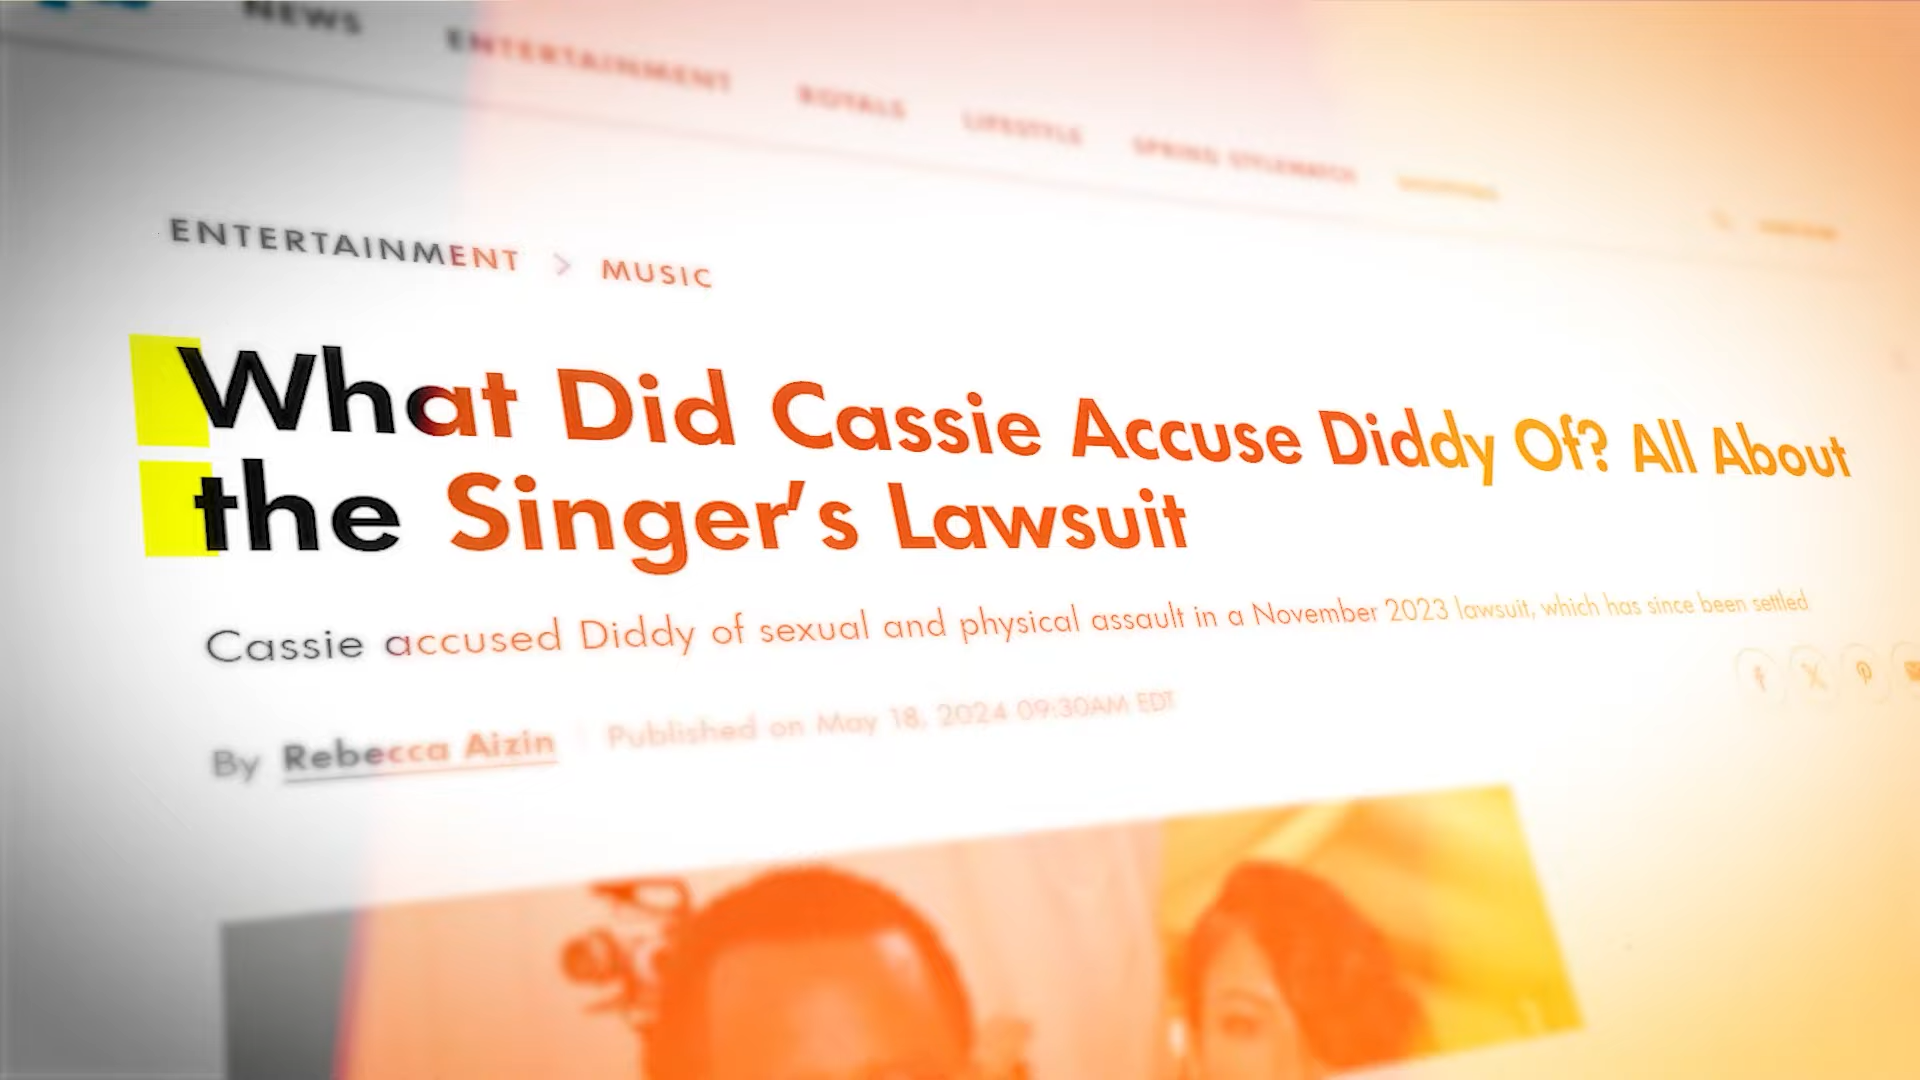 NEWS
ENTERTAINMENT
ROYALS
LIFESTYLE
SPRING STYLEWATCH
ENTERTAINMENT > MUSIC
What Did Cassie Accuse Diddy Of? All About
the Singer’s Lawsuit
Cassie accused Diddy of sexual and physical assault in a November 2023 lawsuit, which has since been settled
By Rebecca Aizin Published on May 18, 2024 09:30AM EDT